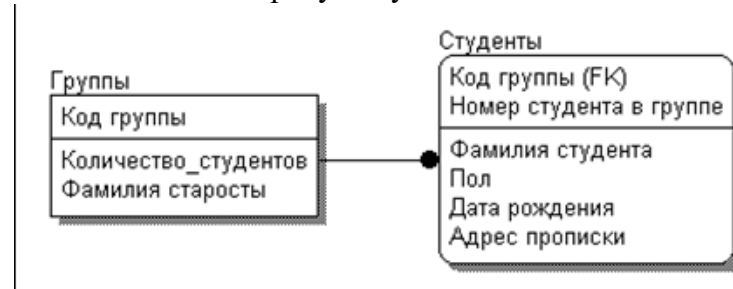 Группы
Код группы
Количество_студентов
Фамилия старосты
Студенты
Код группы (FK)
Номер студента в группе
Фамилия студента
Пол
Дата рождения
Адрес прописки